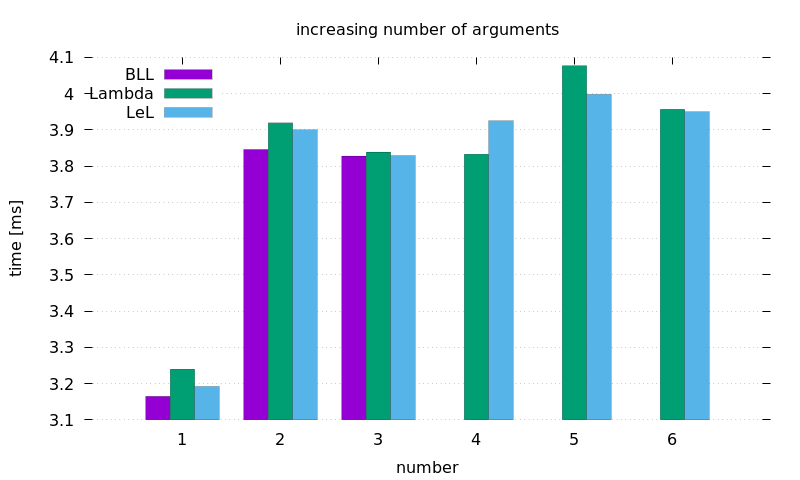 increasing number of arguments
BLL
Lambda
LeL
4.1
4
3.9
3.8
3.7
3.6
3.5
3.4
3.3
3.2
3.1
time [ms]
1 2 3 4 5 6
number